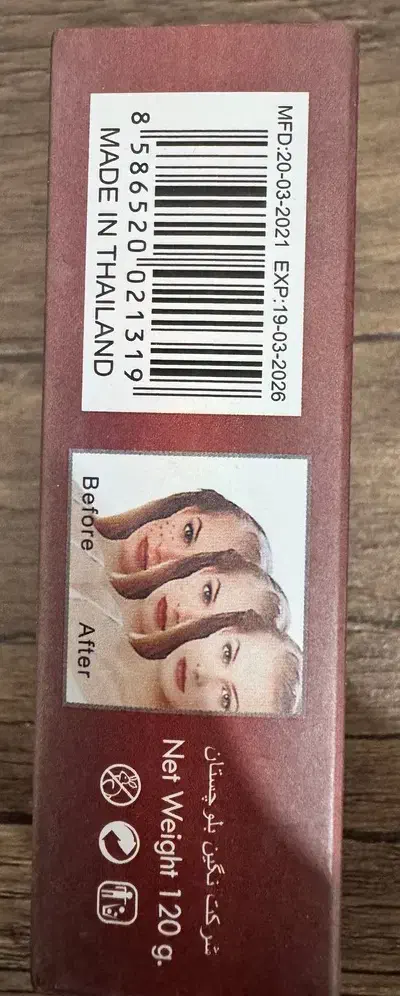 MFD:20-03-2021 EXP:19-03-2026
8 586520 021319
MADE IN THAILAND
Before After
شرکت نگین بلوچستان
Net Weight 120 g.